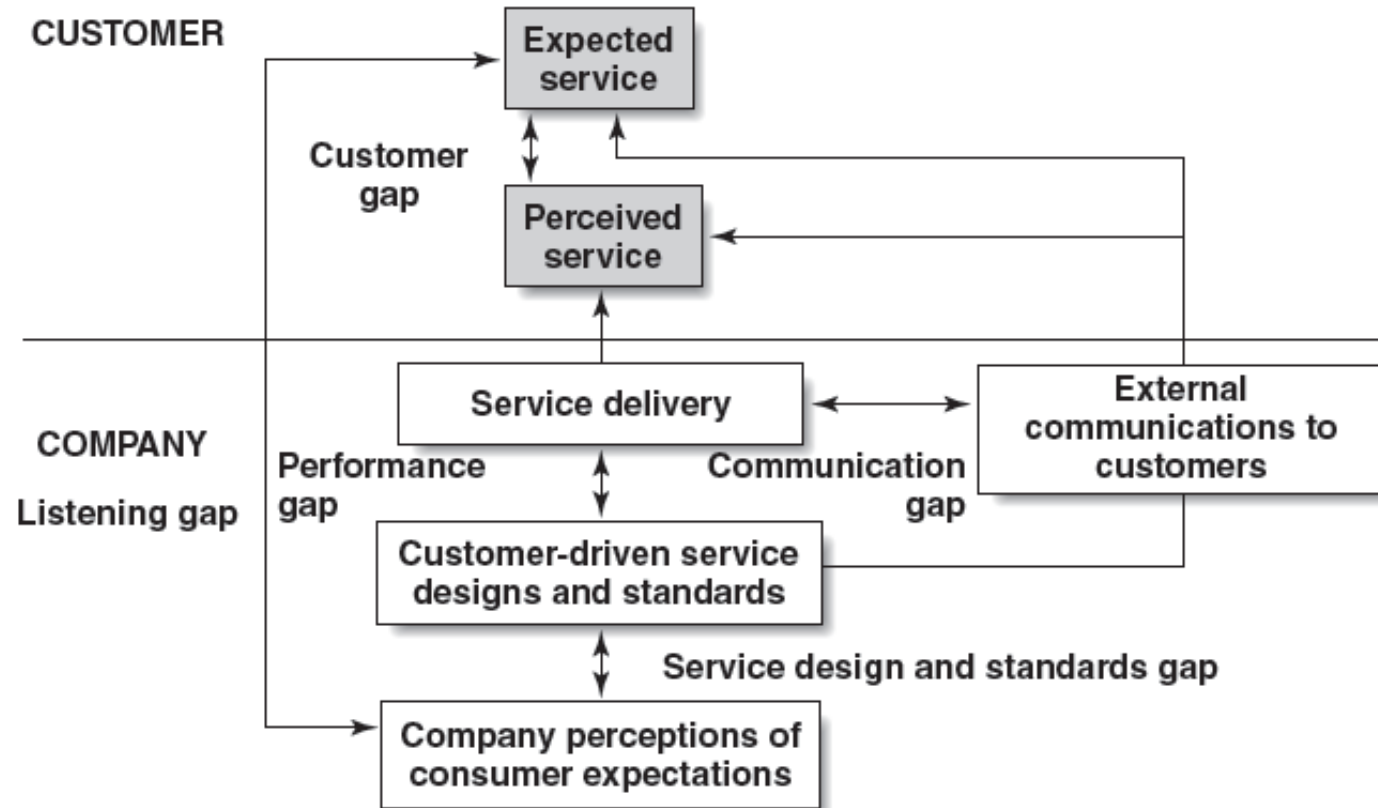 CUSTOMER
Expected
service
Customer
gap
Perceived
service
Service delivery
External
communications to
customers
COMPANY
Listening gap
Performance
gap
Communication
gap
Customer-driven service
designs and standards
Service design and standards gap
Company perceptions of
consumer expectations